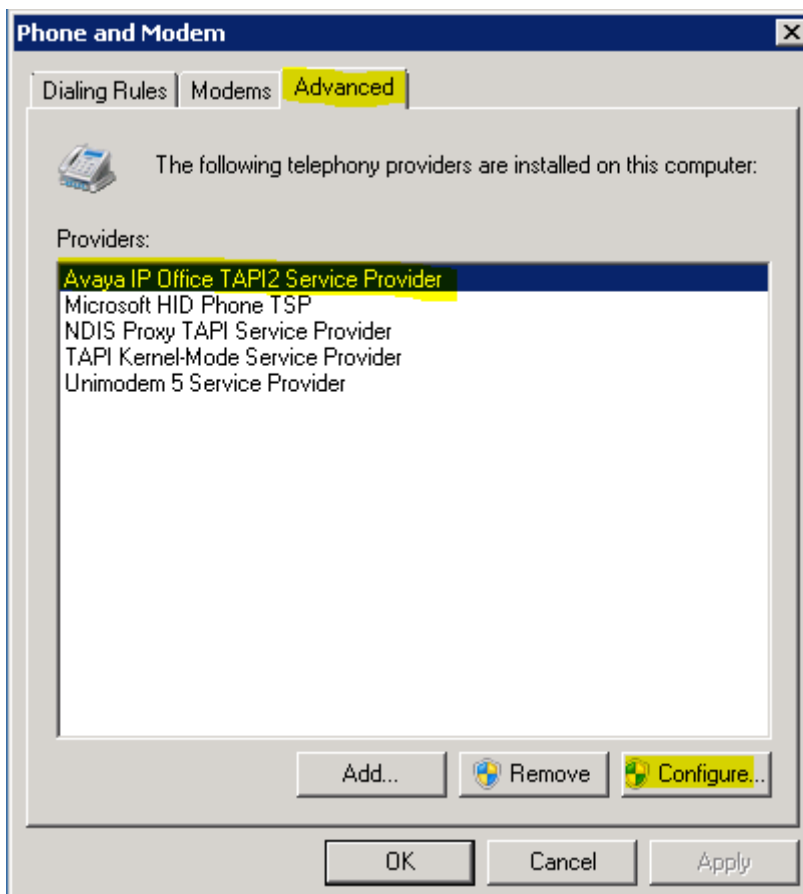 Phone and Modem
Dialing Rules Modems Advanced
The following telephony providers are installed on this computer:
Providers:
Avaya IP Office TAPI2 Service Provider
Microsoft HID Phone TSP
NDIS Proxy TAPI Service Provider
TAPI Kernel-Mode Service Provider
Unimodem 5 Service Provider
Add... Remove Configure...
OK Cancel Apply